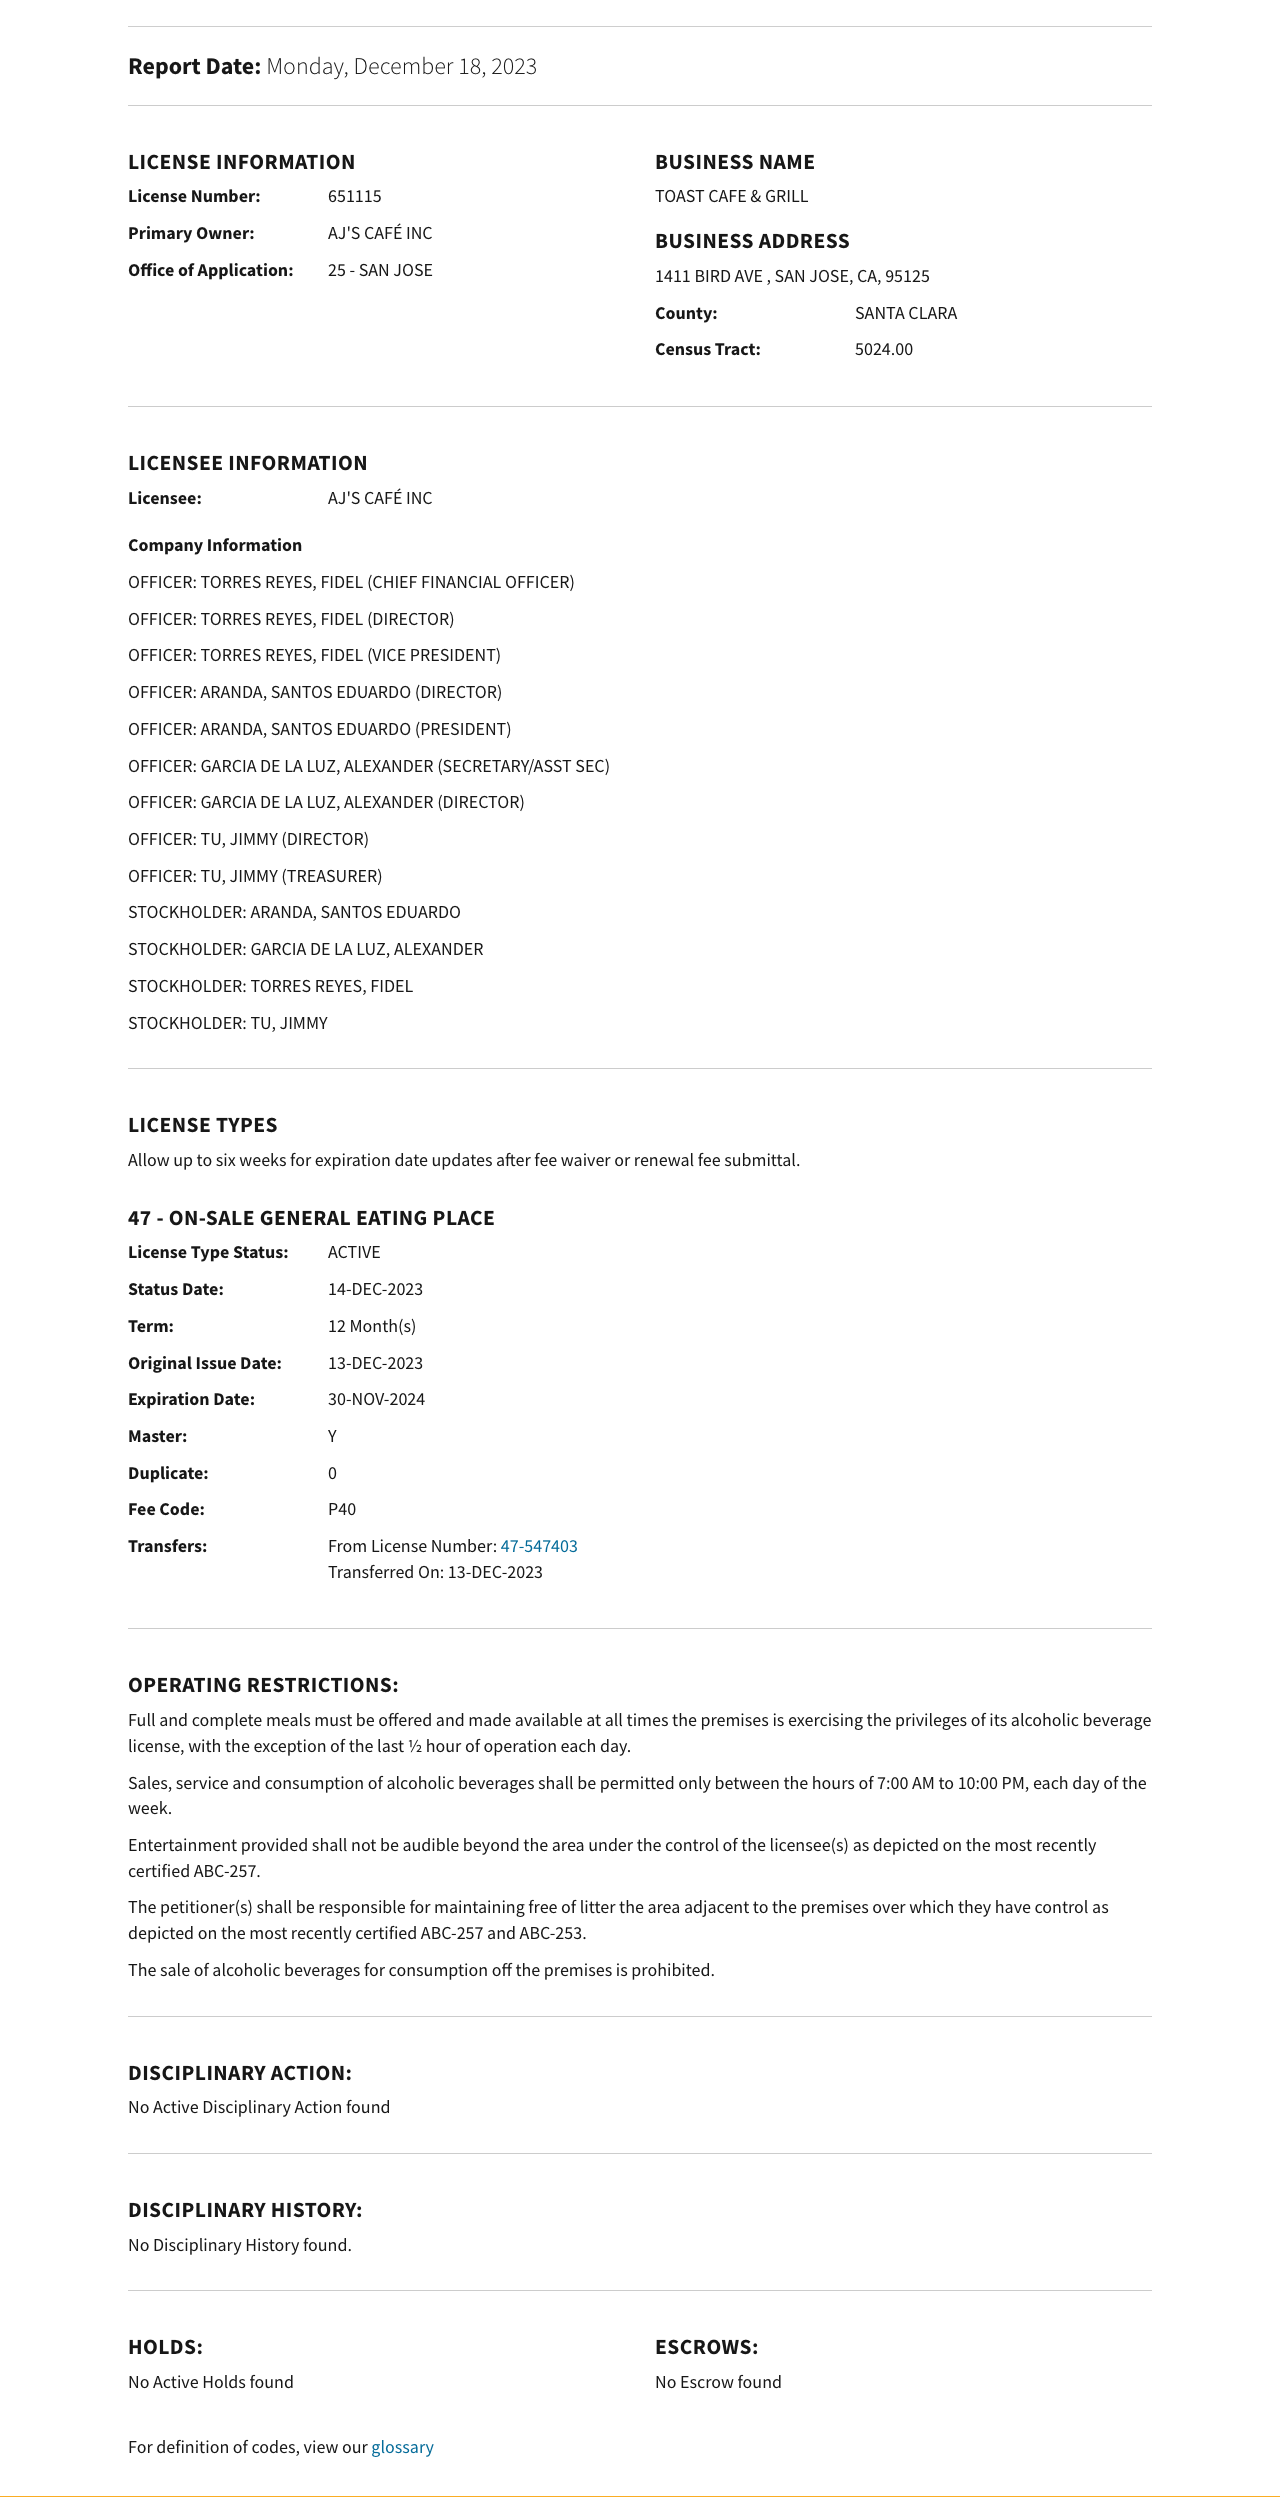 Report Date: Monday, December 18, 2023
LICENSE INFORMATION
License Number: 651115
Primary Owner: AJ'S CAFÉ INC
Office of Application: 25 - SAN JOSE
BUSINESS NAME
TOAST CAFE & GRILL
BUSINESS ADDRESS
1411 BIRD AVE , SAN JOSE, CA, 95125
County: SANTA CLARA
Census Tract: 5024.00
LICENSEE INFORMATION
Licensee: AJ'S CAFÉ INC
Company Information
OFFICER: TORRES REYES, FIDEL (CHIEF FINANCIAL OFFICER)
OFFICER: TORRES REYES, FIDEL (DIRECTOR)
OFFICER: TORRES REYES, FIDEL (VICE PRESIDENT)
OFFICER: ARANDA, SANTOS EDUARDO (DIRECTOR)
OFFICER: ARANDA, SANTOS EDUARDO (PRESIDENT)
OFFICER: GARCIA DE LA LUZ, ALEXANDER (SECRETARY/ASST SEC)
OFFICER: GARCIA DE LA LUZ, ALEXANDER (DIRECTOR)
OFFICER: TU, JIMMY (DIRECTOR)
OFFICER: TU, JIMMY (TREASURER)
STOCKHOLDER: ARANDA, SANTOS EDUARDO
STOCKHOLDER: GARCIA DE LA LUZ, ALEXANDER
STOCKHOLDER: TORRES REYES, FIDEL
STOCKHOLDER: TU, JIMMY
LICENSE TYPES
Allow up to six weeks for expiration date updates after fee waiver or renewal fee submittal.
47 - ON-SALE GENERAL EATING PLACE
License Type Status: ACTIVE
Status Date: 14-DEC-2023
Term: 12 Month(s)
Original Issue Date: 13-DEC-2023
Expiration Date: 30-NOV-2024
Master: Y
Duplicate: 0
Fee Code: P40
Transfers: From License Number: 47-547403
Transferred On: 13-DEC-2023
OPERATING RESTRICTIONS:
Full and complete meals must be offered and made available at all times the premises is exercising the privileges of its alcoholic beverage
license, with the exception of the last ½ hour of operation each day.
Sales, service and consumption of alcoholic beverages shall be permitted only between the hours of 7:00 AM to 10:00 PM, each day of the
week.
Entertainment provided shall not be audible beyond the area under the control of the licensee(s) as depicted on the most recently
certified ABC-257.
The petitioner(s) shall be responsible for maintaining free of litter the area adjacent to the premises over which they have control as
depicted on the most recently certified ABC-257 and ABC-253.
The sale of alcoholic beverages for consumption off the premises is prohibited.
DISCIPLINARY ACTION:
No Active Disciplinary Action found
DISCIPLINARY HISTORY:
No Disciplinary History found.
HOLDS:
No Active Holds found
ESCROWS:
No Escrow found
For definition of codes, view our glossary